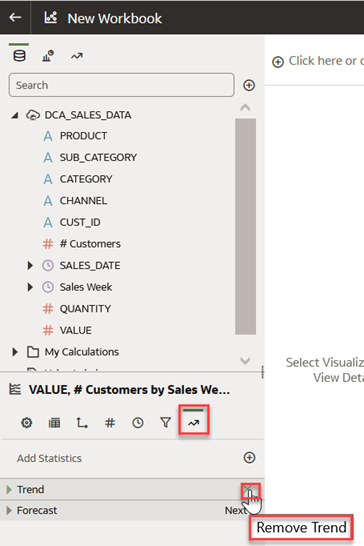 New Workbook
Click here or
Search
DCA_SALES_DATA
A PRODUCT
A SUB_CATEGORY
A CATEGORY
A CHANNEL
A CUST_ID
# # Customers
SALES_DATE
Sales Week
# QUANTITY
# VALUE
My Calculations
Select Visualiz
View Deta
VALUE, # Customers by Sales We...
Add Statistics
Trend
Forecast
Next
Remove Trend